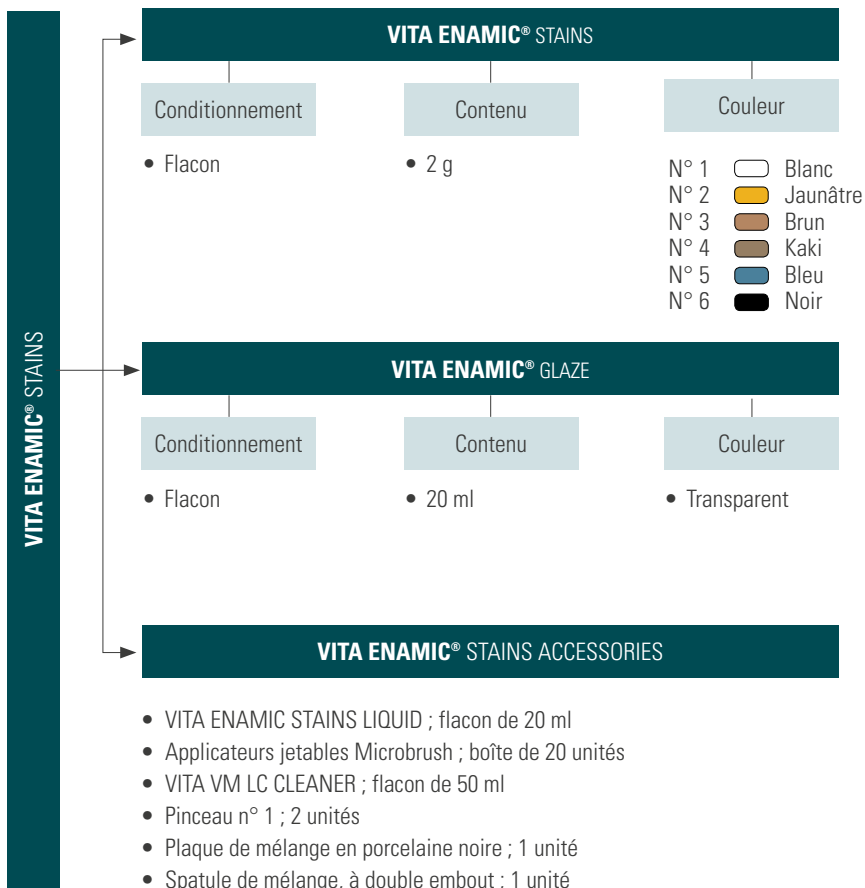 VITA ENAMIC® STAINS
VITA ENAMIC® STAINS
Conditionnement
Contenu
Couleur
• Flacon
• 2 g
N° 1 Blanc
N° 2 Jaunâtre
N° 3 Brun
N° 4 Kaki
N° 5 Bleu
N° 6 Noir
VITA ENAMIC® GLAZE
Conditionnement
Contenu
Couleur
• Flacon
• 20 ml
• Transparent
VITA ENAMIC® STAINS ACCESSORIES
• VITA ENAMIC STAINS LIQUID ; flacon de 20 ml
• Applicateurs jetables Microbrush ; boîte de 20 unités
• VITA VM LC CLEANER ; flacon de 50 ml
• Pinceau n° 1 ; 2 unités
• Plaque de mélange en porcelaine noire ; 1 unité
• Spatule de mélange, à double embout ; 1 unité